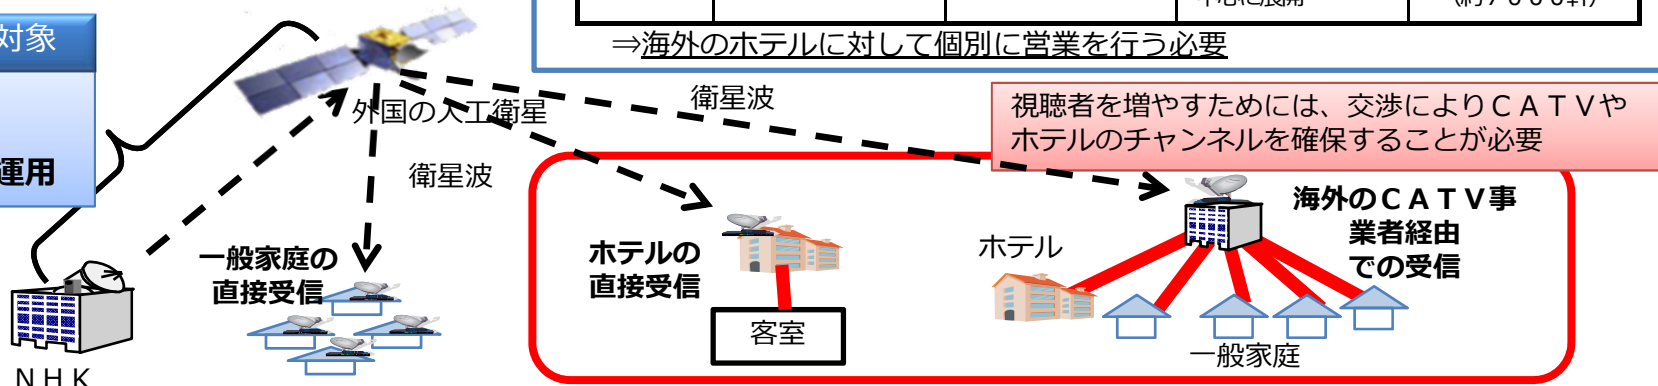 対象
運用
⇒海外のホテルに対して個別に営業を行う必要
外国の人工衛星
衛星波
視聴者を増やすためには、交渉によりＣＡＴＶや
ホテルのチャンネルを確保することが必要
衛星波
一般家庭の
直接受信
ホテルの
直接受信
客室
ホテル
海外のＣＡＴＶ事
業者経由
での受信
一般家庭
ＮＨＫ